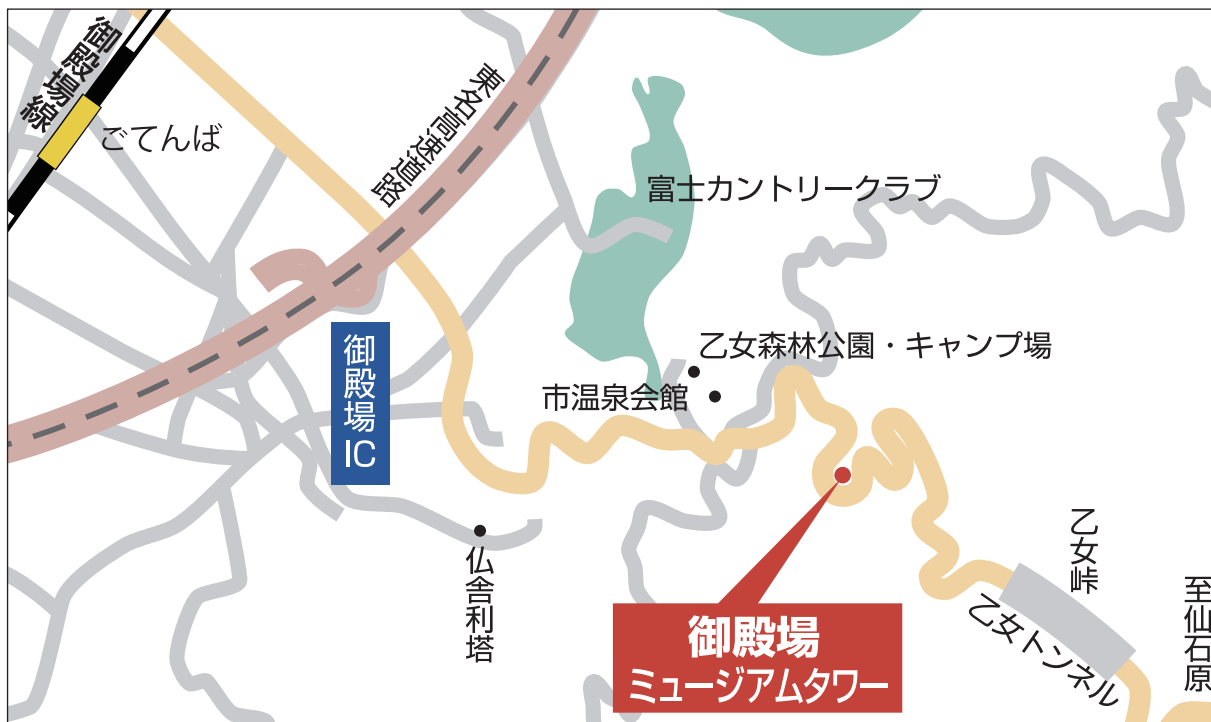 御殿場線
ごてんば
東名高速道路
富士カントリークラブ
御殿場
IC
乙女森林公園・キャンプ場
市温泉会館
仏舎利塔
御殿場
ミュージアムタワー
乙女峠
乙女トンネル
至仙石原